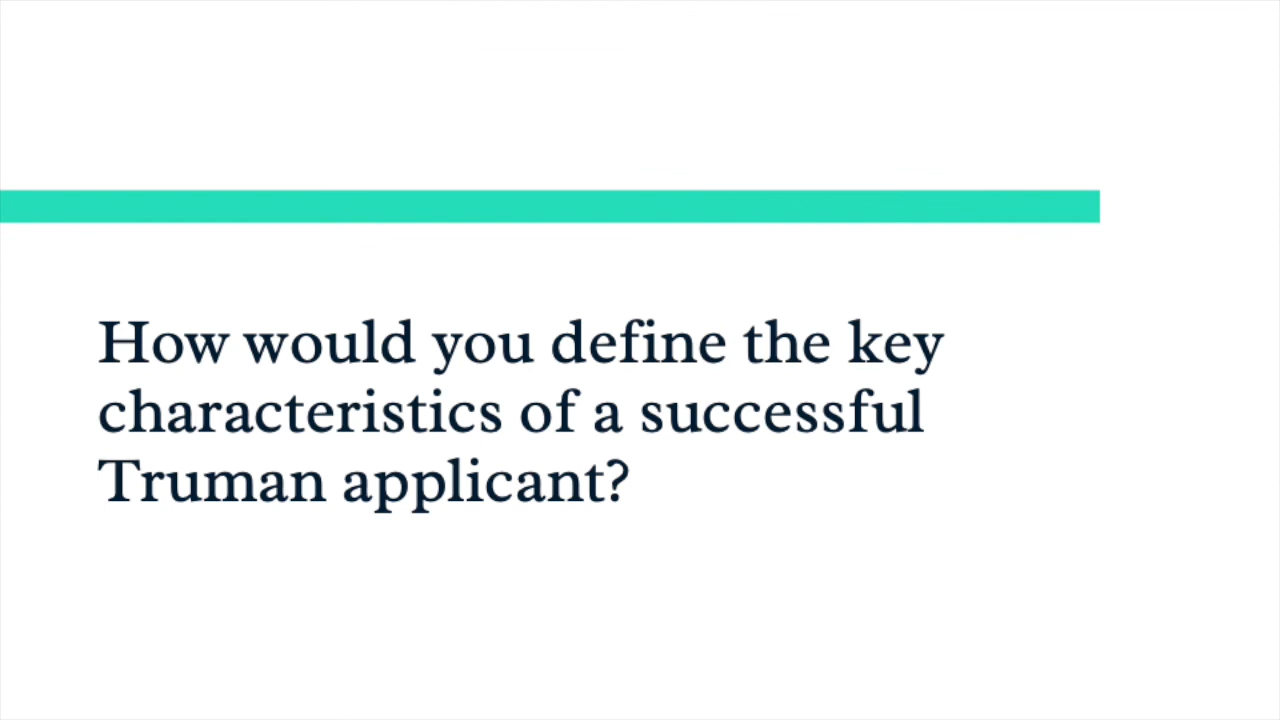 How would you define the key
characteristics of a successful
Truman applicant?